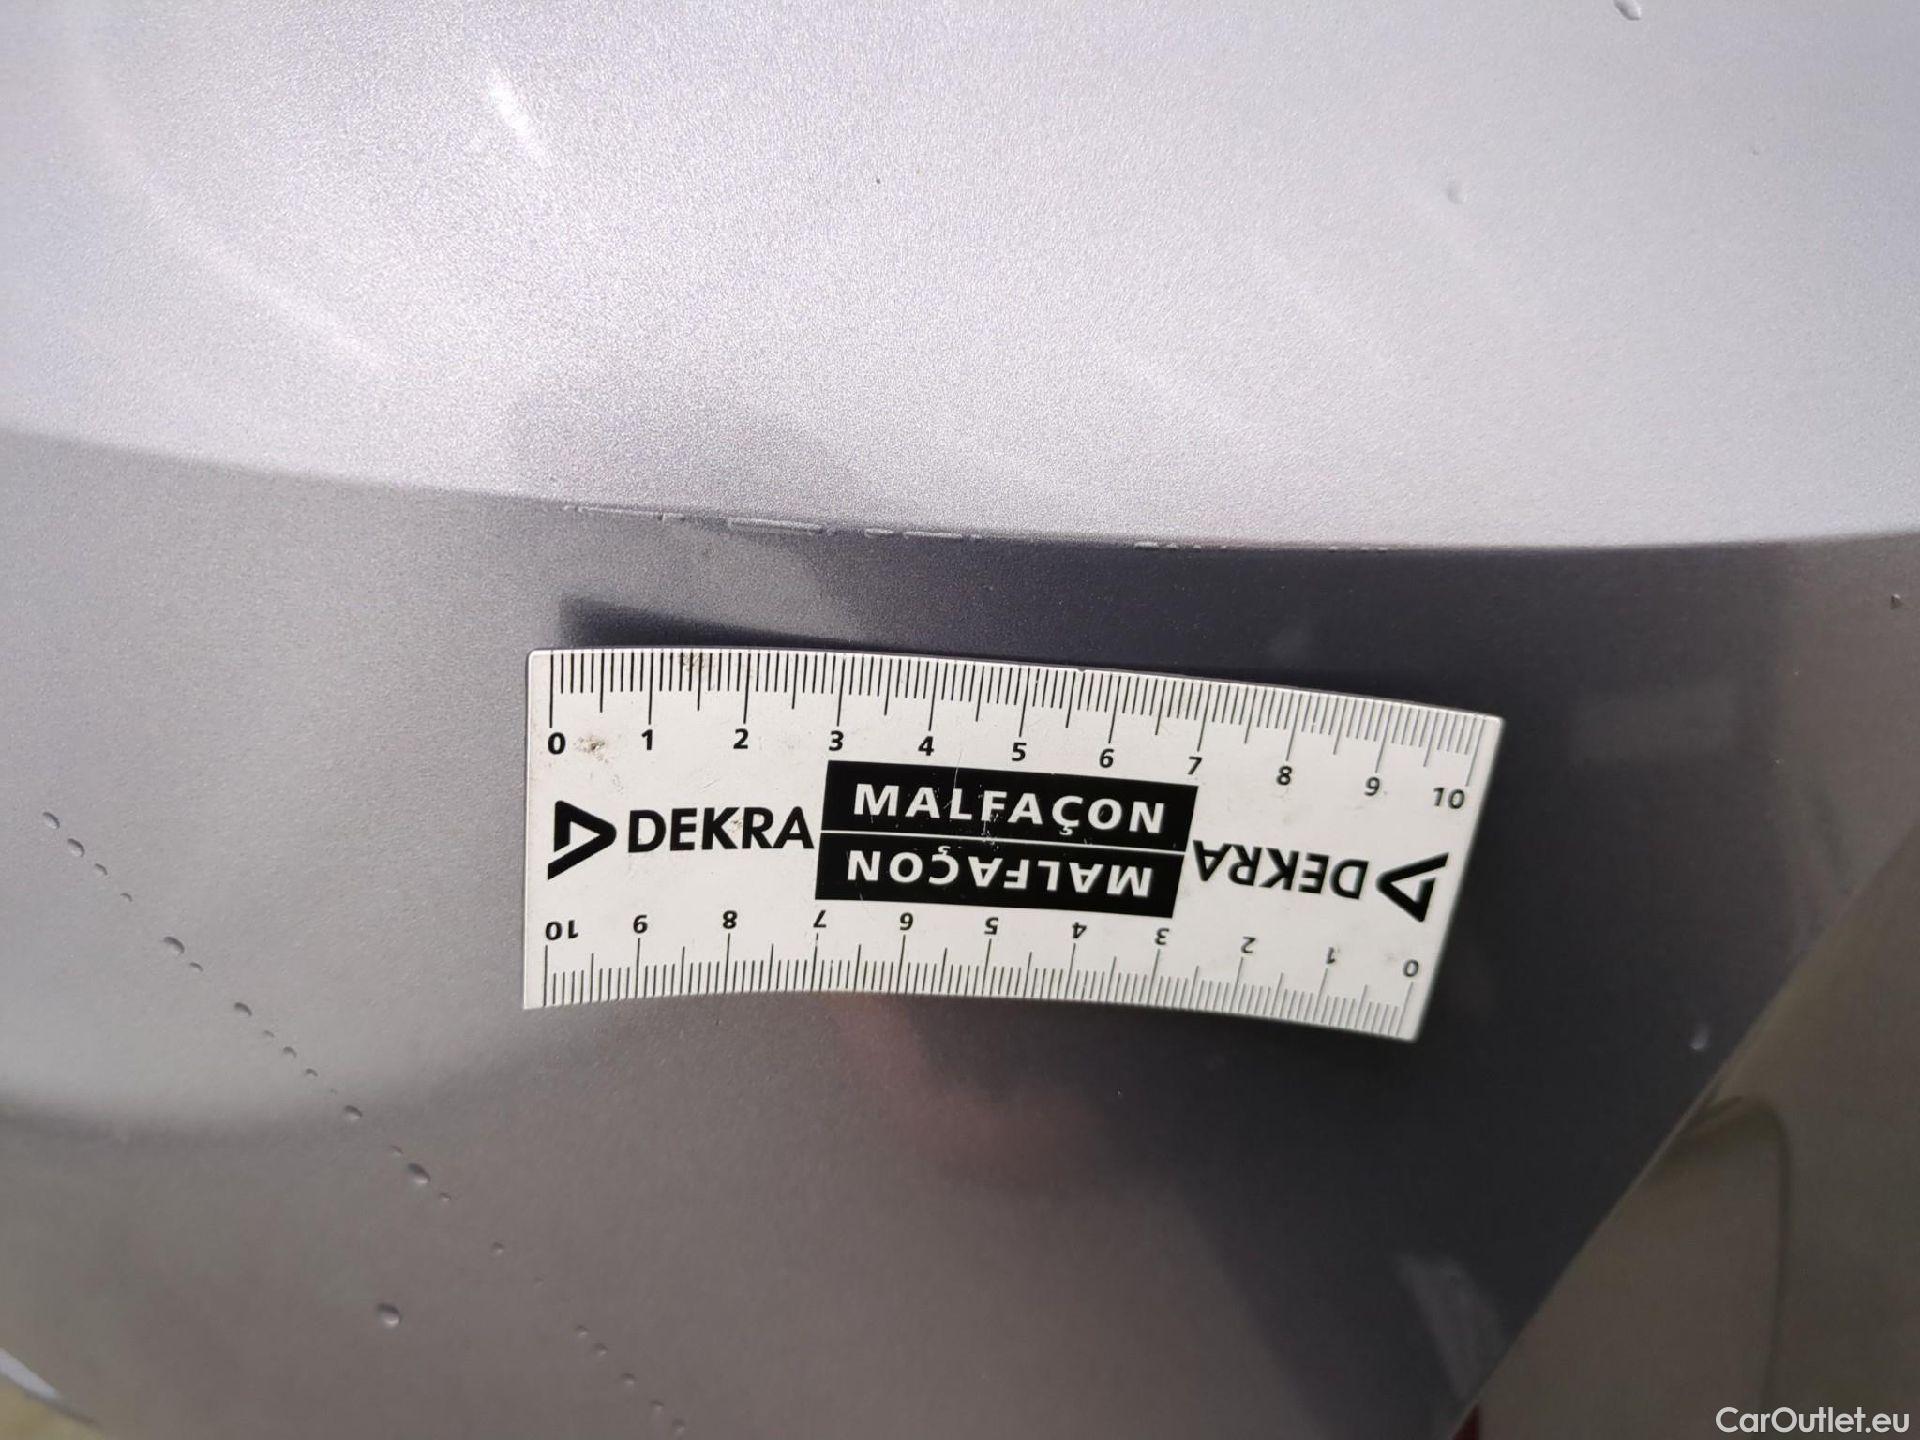 0 1 2 3 4 5 6 7 8 9 10
DEKRA MALFAÇON DEKRA
MALFAÇON
10 9 8 7 6 5 4 3 2 1 0
CarOutlet.eu